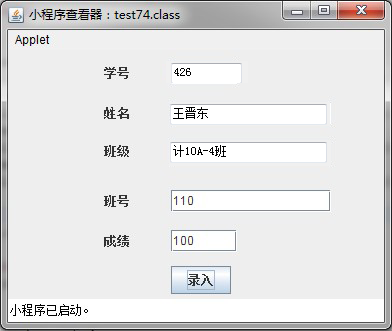 小程序查看器：test74.class
Applet
学号 426
姓名 王晋东
班级 计10A-4班
班号 110
成绩 100
录入
小程序已启动。